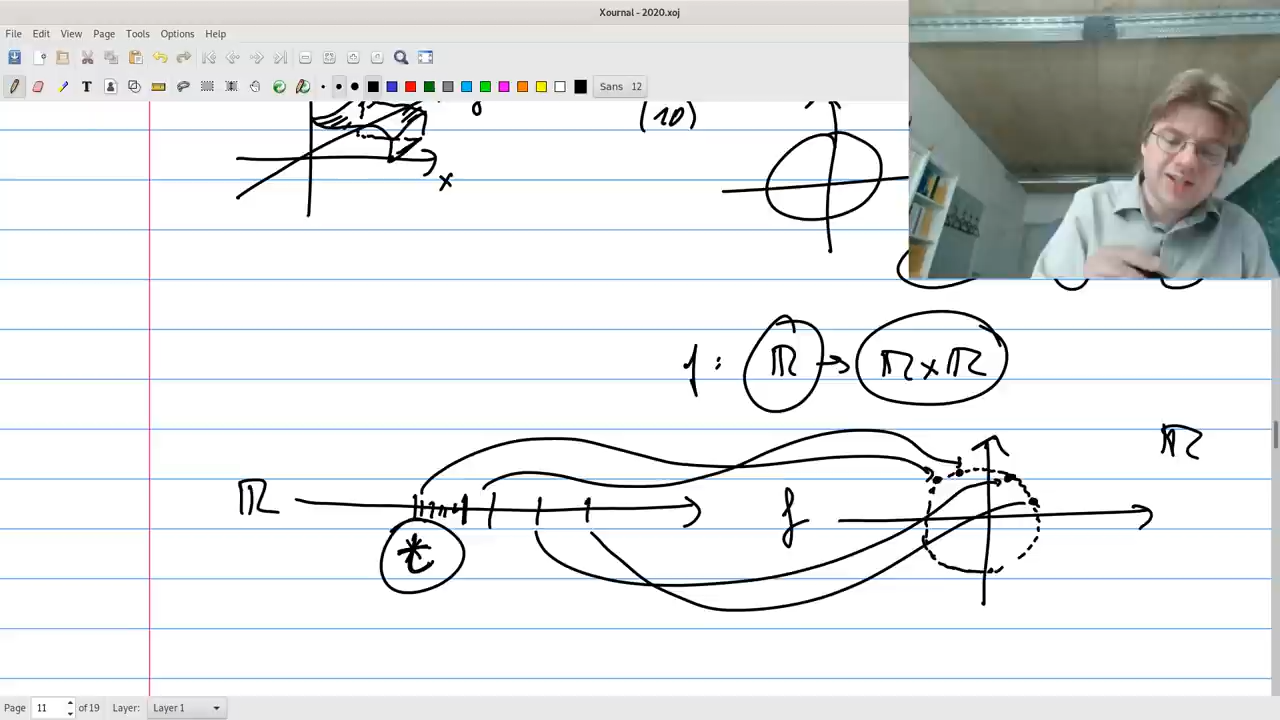 Xournal - 2020.xoj
File Edit View Page Tools Options Help
T Sans 12
(10)
x
f : ℝ → ℝ × ℝ
ℝ
ℝ f
t
Page 11 of 19 Layer: Layer 1